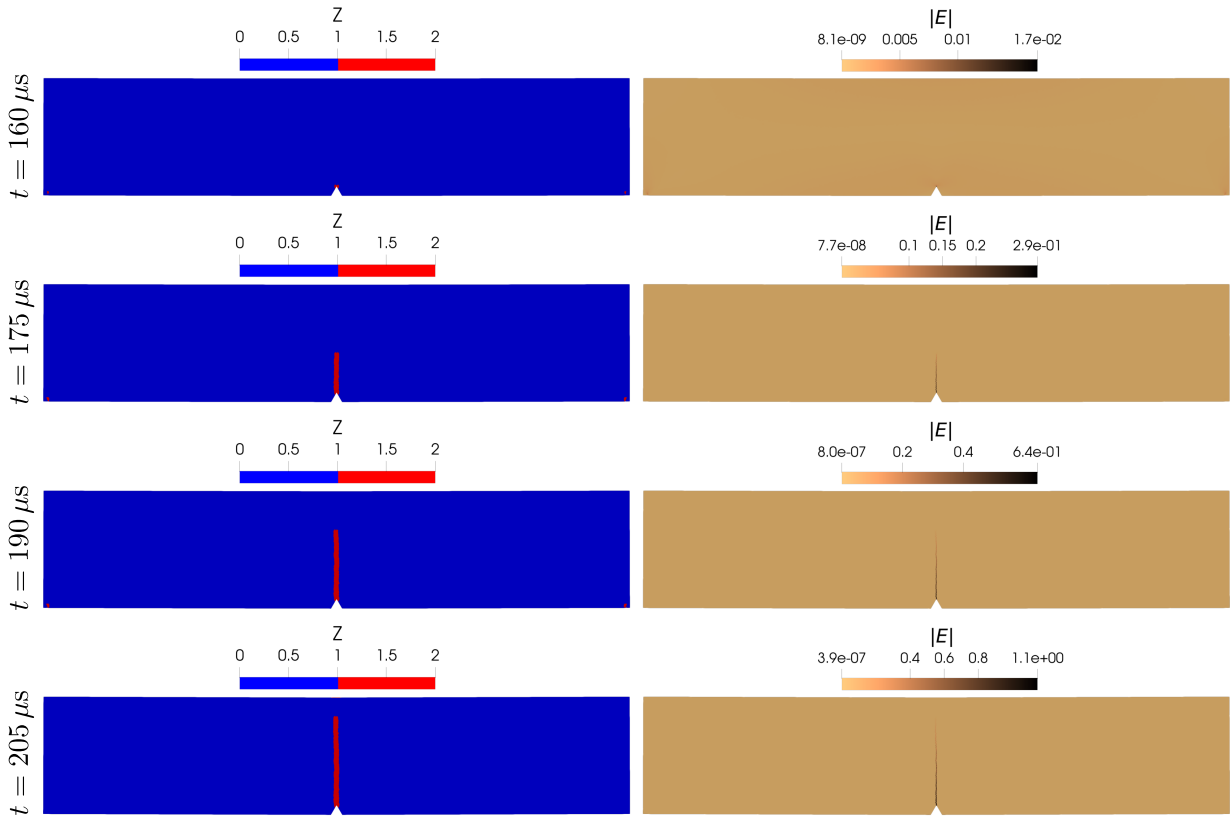 Z
0 0.5 1 1.5 2
|E|
8.1e-09 0.005 0.01 1.7e-02
t = 160 μs
Z
0 0.5 1 1.5 2
|E|
7.7e-08 0.1 0.15 0.2 2.9e-01
t = 175 μs
Z
0 0.5 1 1.5 2
|E|
8.0e-07 0.2 0.4 6.4e-01
t = 190 μs
Z
0 0.5 1 1.5 2
|E|
3.9e-07 0.4 0.6 0.8 1.1e+00
t = 205 μs